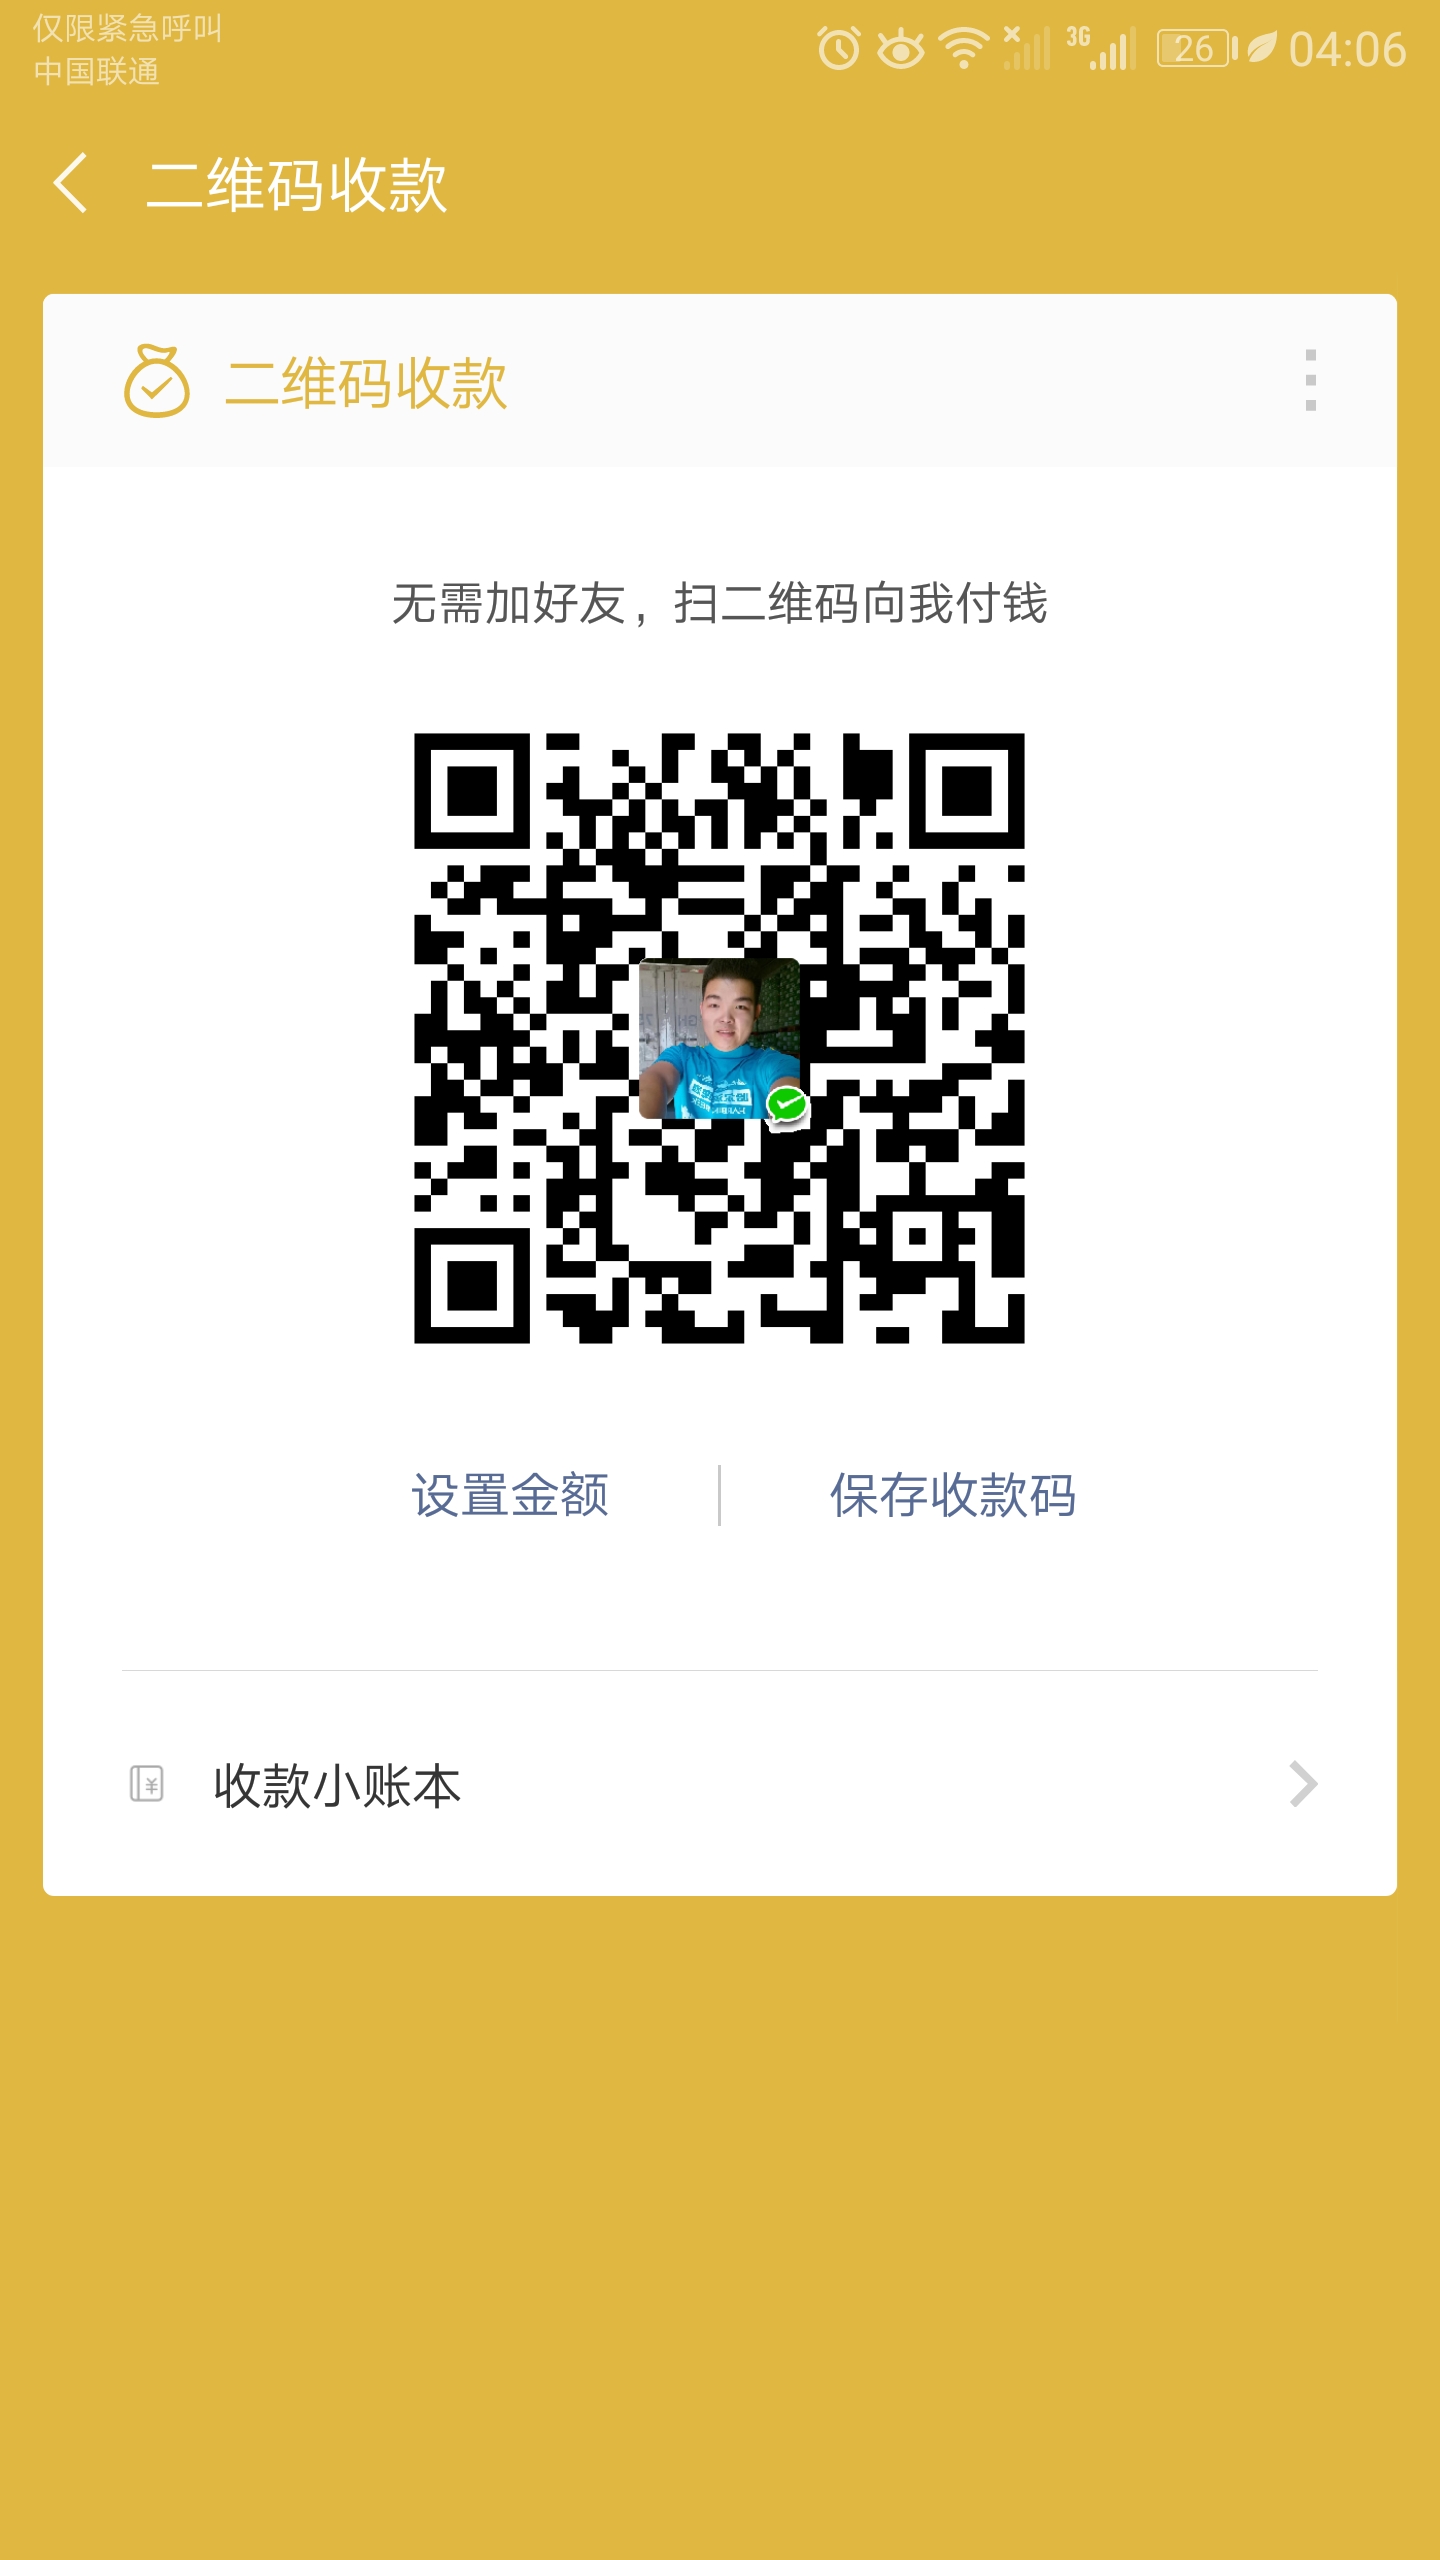 仅限紧急呼叫
中国联通
3G 26 04:06
二维码收款
二维码收款
无需加好友，扫二维码向我付钱
设置金额 保存收款码
收款小账本